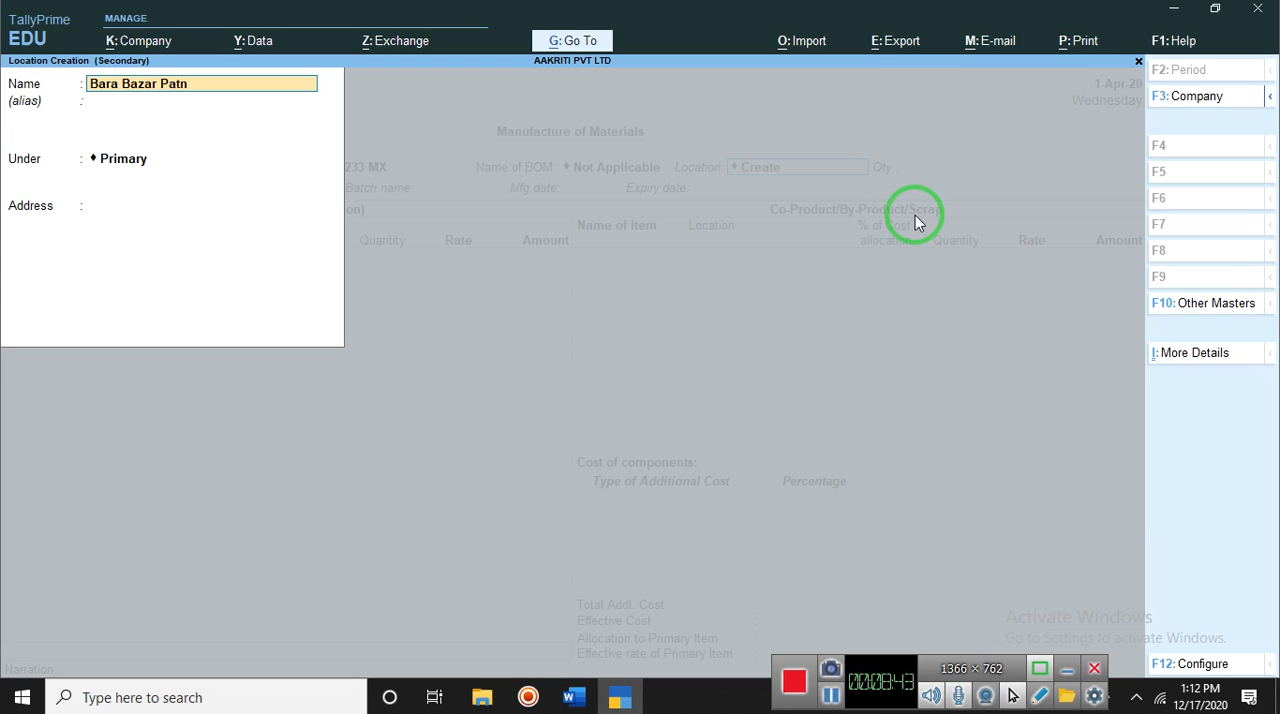 TallyPrime
EDU
MANAGE
K: Company
Y: Data
Z: Exchange
G: Go To
O: Import
E: Export
M: E-mail
P: Print
F1: Help
Location Creation (Secondary)
AAKRITI PVT LTD
×
Name : Bara Bazar Patn
(alias) :
Under : ♦ Primary
Address :
1-Apr-20
Wednesday
Manufacture of Materials
233 MX
Name of BOM ♦ Not Applicable
Location: ♦ Create
Qty :
Batch name:
Mfg date:
Expiry date:
on)
Co-Product/By-Product/Scrap
Name of Item
Location
% of Cost
Quantity
Rate
Amount
allocation
Quantity
Rate
Amount
Cost of components:
Type of Additional Cost
Percentage
Total Addl. Cost :
Effective Cost :
Allocation to Primary Item :
Effective rate of Primary Item :
Narration:
F2: Period
F3: Company
F4
F5
F6
F7
F8
F9
F10: Other Masters
I: More Details
F12: Configure
Activate Windows
Go to Settings to activate Windows.
00:08:43
1366 × 762
Type here to search
1:12 PM
12/17/2020